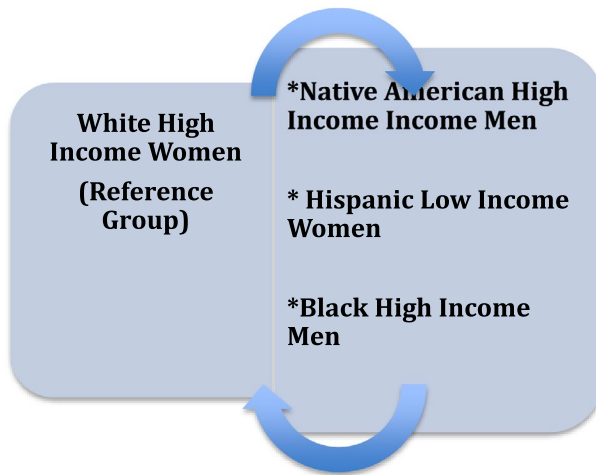 White High
Income Women
(Reference
Group)
*Native American High
Income Income Men
* Hispanic Low Income
Women
*Black High Income
Men